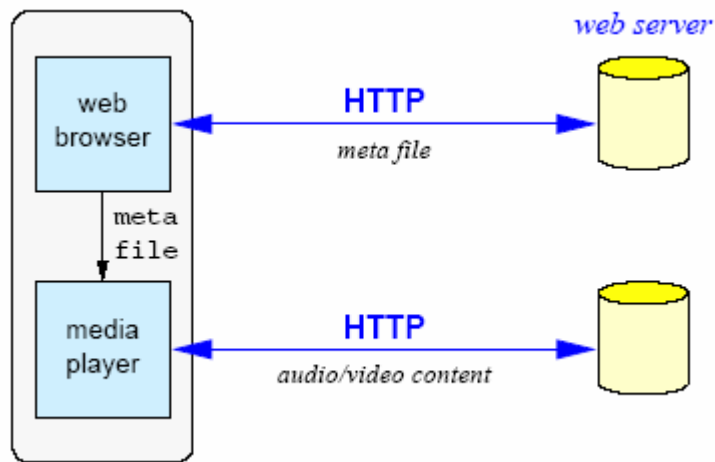 web server
web
browser
HTTP
meta file
meta
file
media
player
HTTP
audio/video content